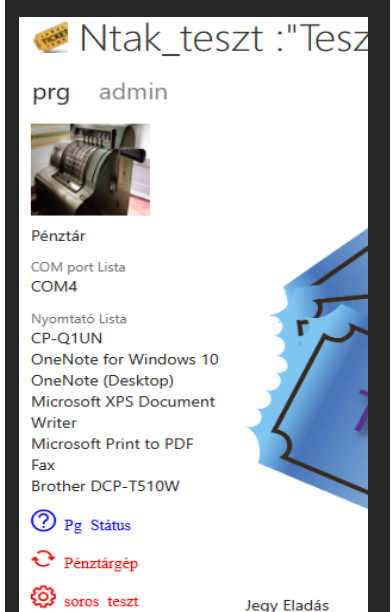 Ntak_teszt :"Tesz
prg admin
Pénztár
COM port Lista
COM4
Nyomtató Lista
CP-Q1UN
OneNote for Windows 10
OneNote (Desktop)
Microsoft XPS Document
Writer
Microsoft Print to PDF
Fax
Brother DCP-T510W
Pg Státus
Pénztárgép
soros teszt
Jegy Eladás